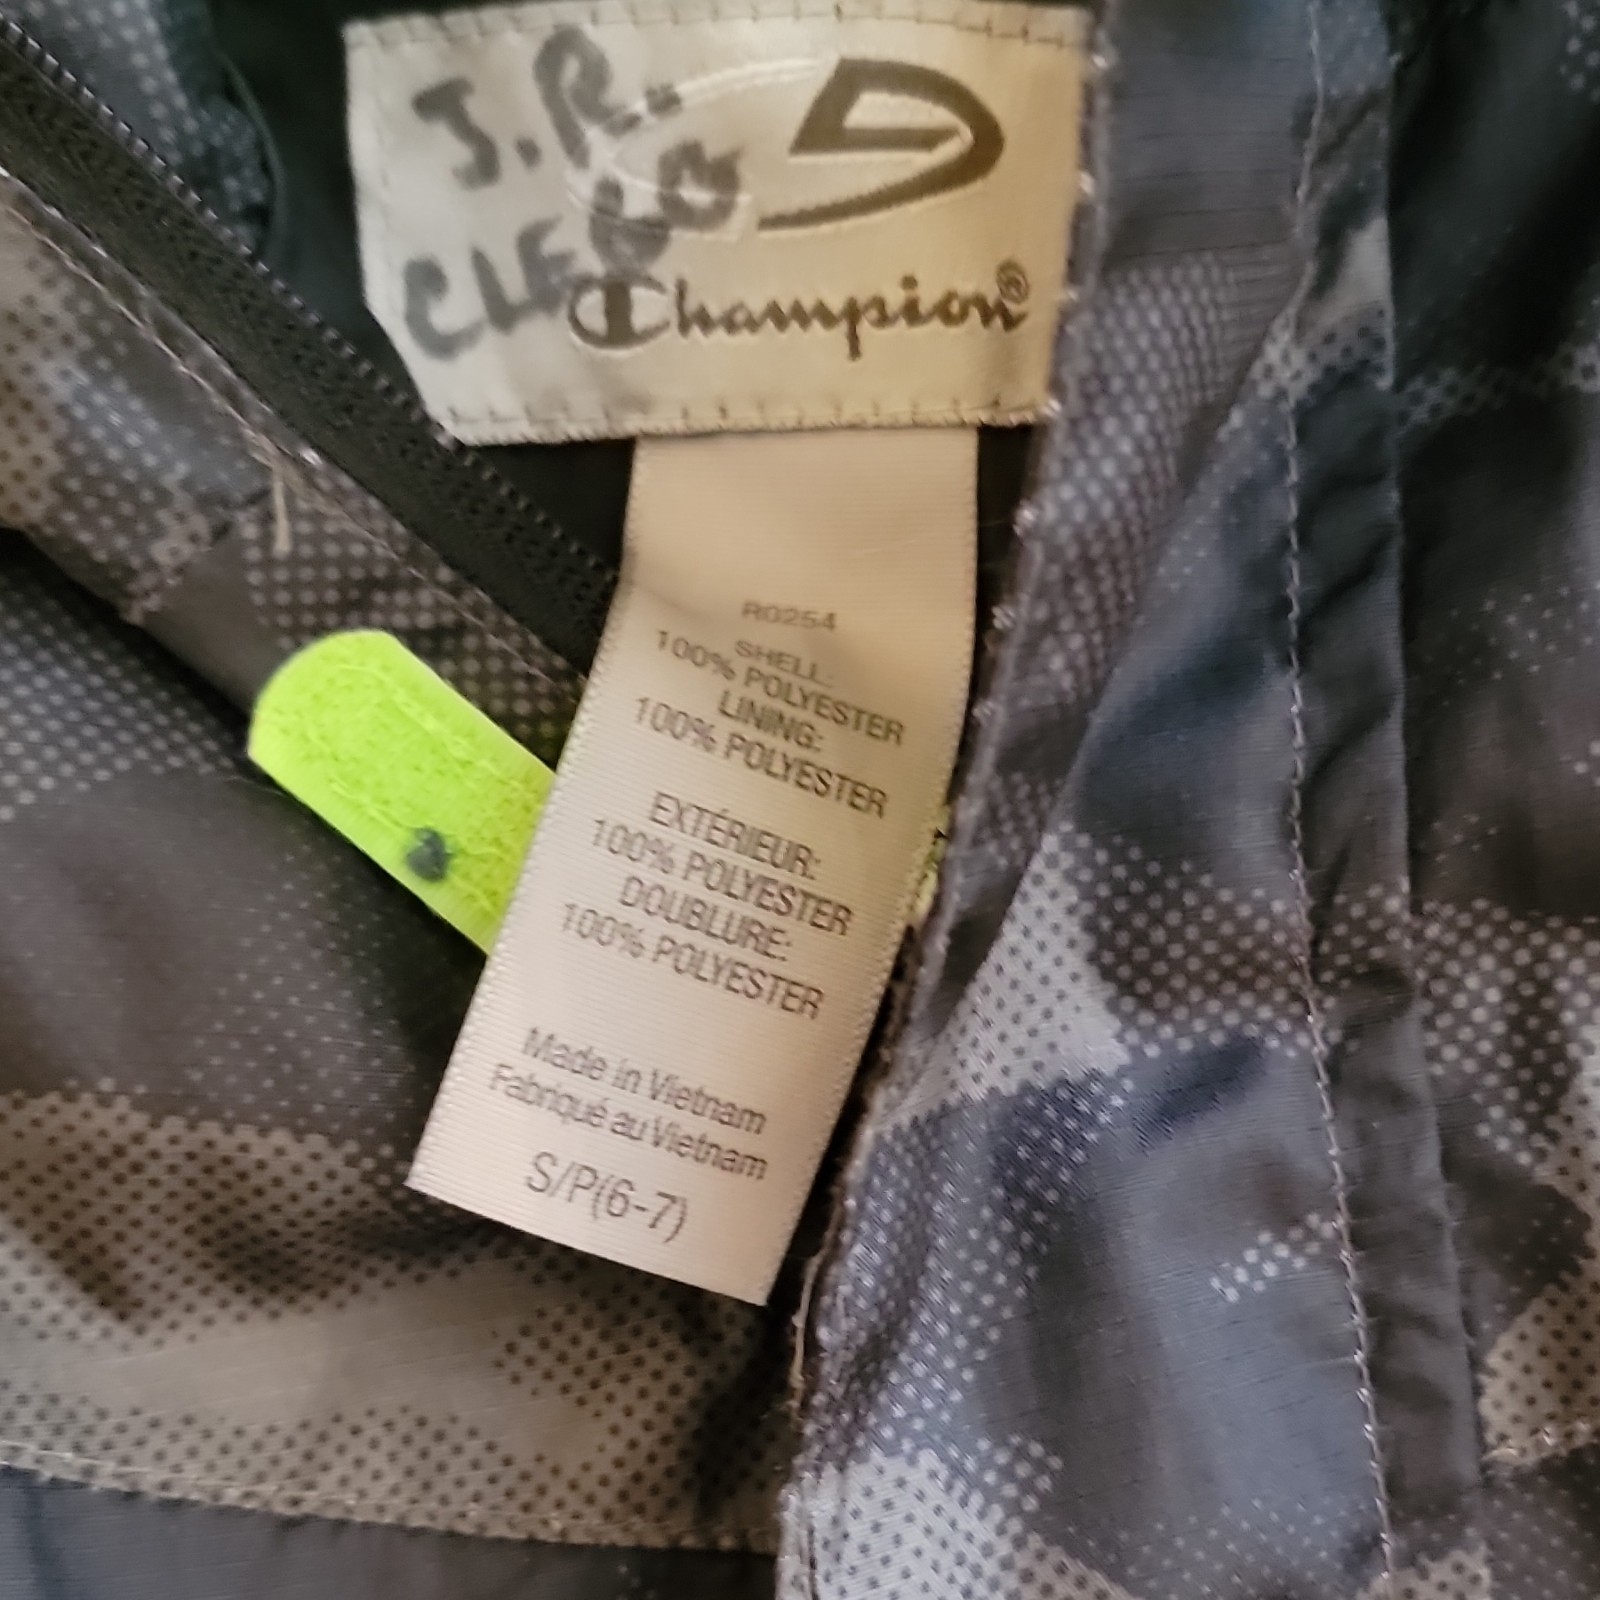 J.R.
Champion®
R0254
SHELL:
100% POLYESTER
LINING:
100% POLYESTER
EXTÉRIEUR:
100% POLYESTER
DOUBLURE:
100% POLYESTER
Made in Vietnam
Fabriqué au Vietnam
S/P(6-7)